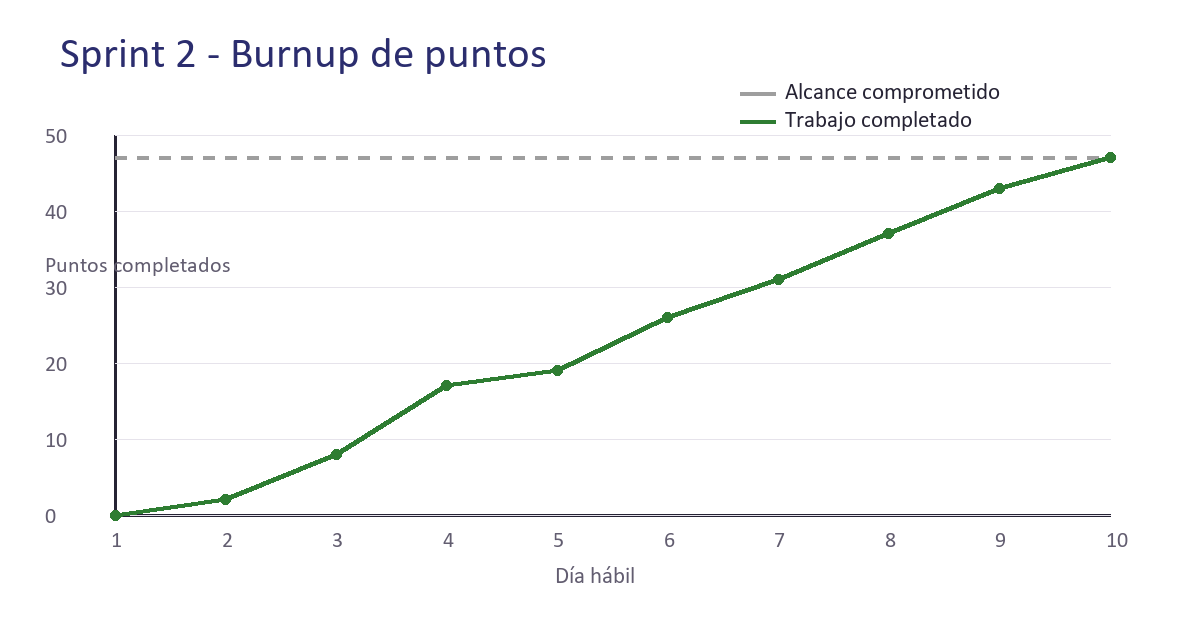 Sprint 2 - Burnup de puntos
Alcance comprometido
Trabajo completado
50
40
Puntos completados
30
20
10
0
1 2 3 4 5 6 7 8 9 10
Día hábil